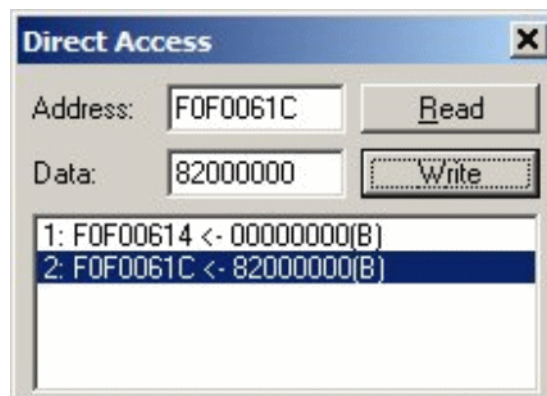 Direct Access
Address: F0F0061C Read
Data: 82000000 Write
1: F0F00614 <- 00000000(B)
2: F0F0061C <- 82000000(B)